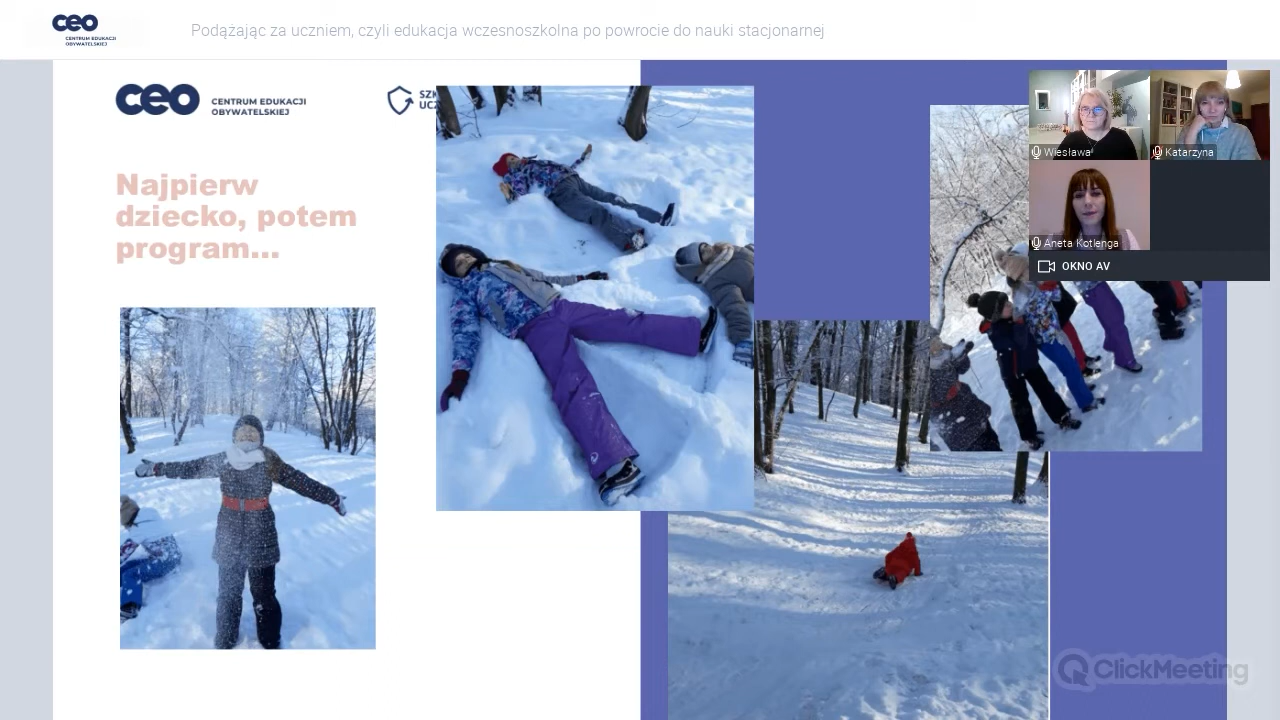 ceo
CENTRUM EDUKACJI
OBYWATELSKIEJ
Podążając za uczniem, czyli edukacja wczesnoszkolna po powrocie do nauki stacjonarnej
ceo
CENTRUM EDUKACJI
OBYWATELSKIEJ
Najpierw
dziecko, potem
program...
Wiesława
Katarzyna
Aneta Kotlenga
OKNO AV
ClickMeeting